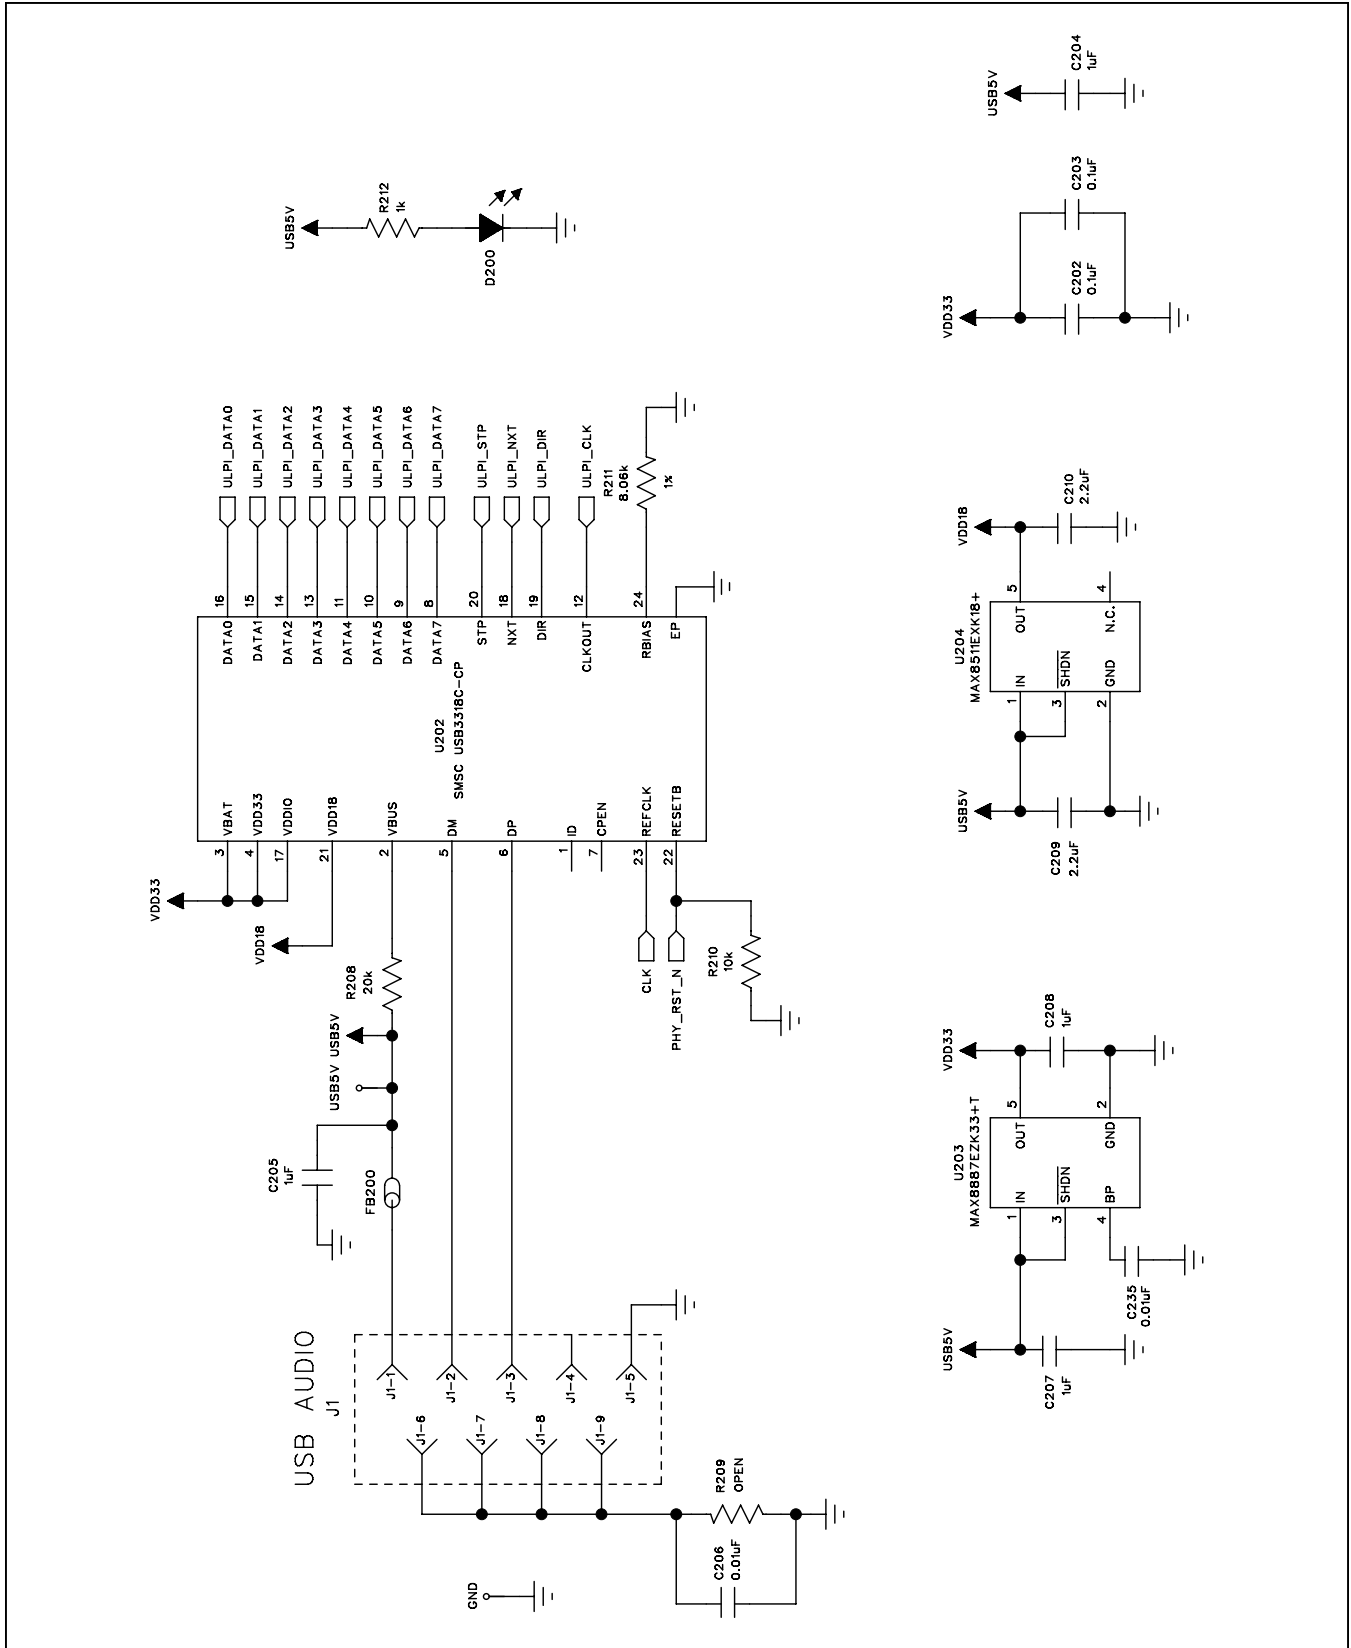 USB AUDIO
J1
J1-1
J1-2
J1-3
J1-4
J1-5
J1-6
J1-7
J1-8
J1-9
GND
C206
0.01uF
R209
OPEN
FB200
C205
1uF
USB5V
USB5V
R208
20k
VDD18
VDD33
CLK
PHY_RST_N
R210
10k
3
VBAT
4
VDD33
17
VDDIO
21
VDD18
2
VBUS
5
DM
6
DP
1
ID
7
CPEN
23
REFCLK
22
RESETB
U202
SMSC USB3318C-CP
DATA0
16
ULPI_DATA0
DATA1
15
ULPI_DATA1
DATA2
14
ULPI_DATA2
DATA3
13
ULPI_DATA3
DATA4
11
ULPI_DATA4
DATA5
10
ULPI_DATA5
DATA6
9
ULPI_DATA6
DATA7
8
ULPI_DATA7
STP
20
ULPI_STP
NXT
18
ULPI_NXT
DIR
19
ULPI_DIR
CLKOUT
12
ULPI_CLK
RBIAS
24
R211
8.06k
1%
EP
USB5V
R212
1k
D200
USB5V
C207
1uF
U203
MAX8887EZK33+T
1
IN
3
SHDN
4
BP
OUT
5
GND
2
C235
0.01uF
VDD33
C208
1uF
USB5V
C209
2.2uF
U204
MAX8511EXK18+
1
IN
3
SHDN
2
GND
OUT
5
N.C.
4
VDD18
C210
2.2uF
VDD33
C202
0.1uF
C203
0.1uF
USB5V
C204
1uF